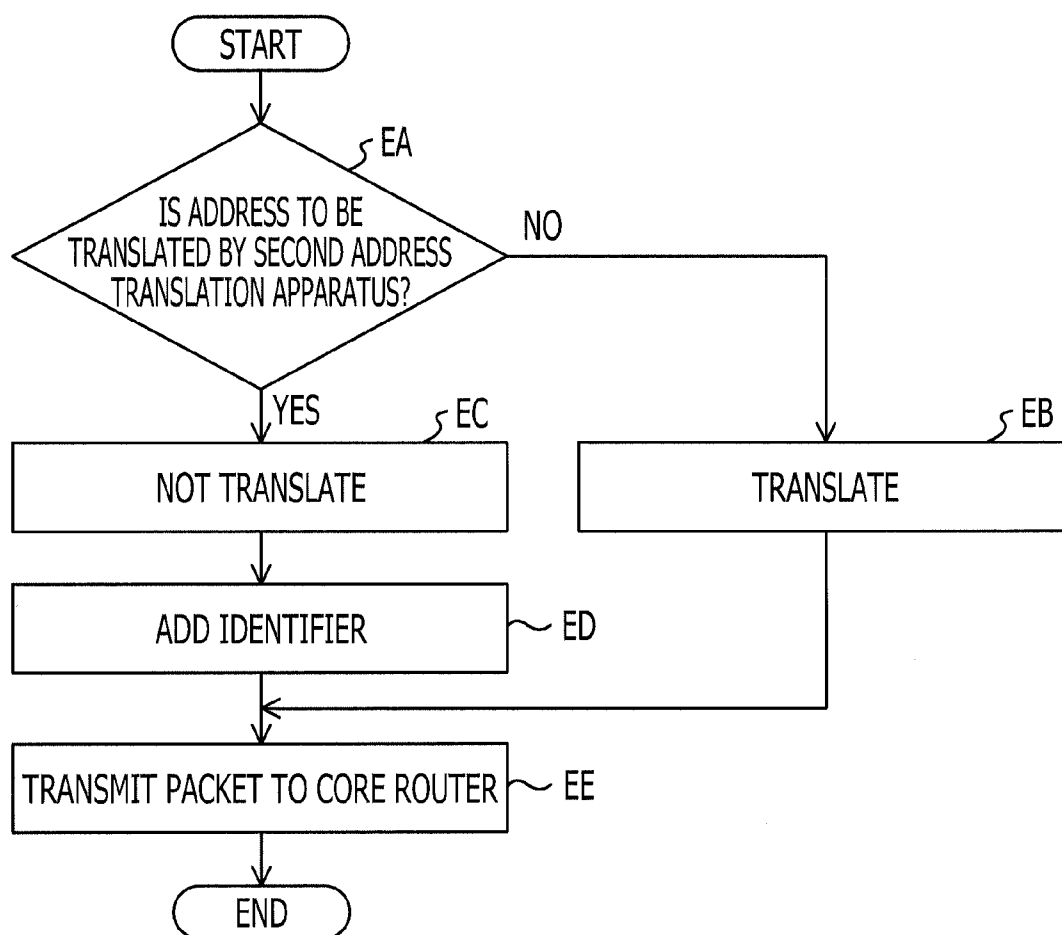 START
EA
IS ADDRESS TO BE
TRANSLATED BY SECOND ADDRESS
TRANSLATION APPARATUS?
NO
YES
EC
EB
NOT TRANSLATE
TRANSLATE
ADD IDENTIFIER
ED
TRANSMIT PACKET TO CORE ROUTER
EE
END